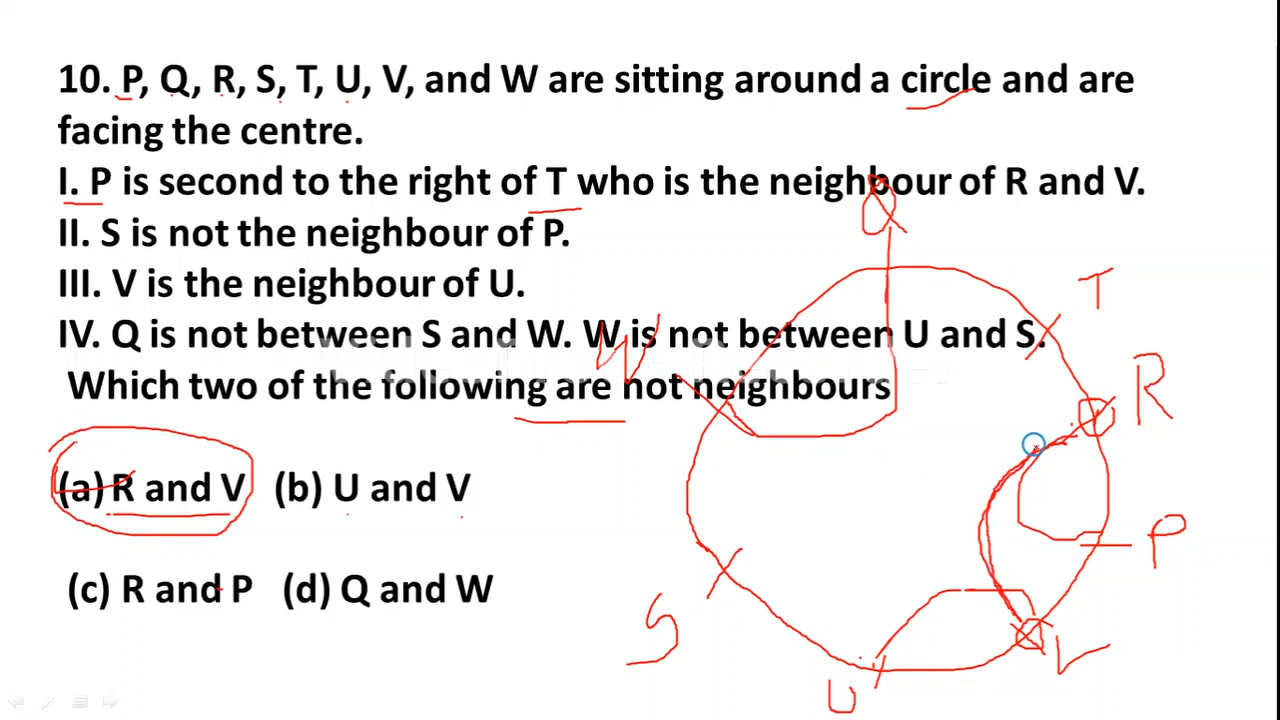 10. P, Q, R, S, T, U, V, and W are sitting around a circle and are
facing the centre.
I. P is second to the right of T who is the neighbour of R and V.
II. S is not the neighbour of P.
III. V is the neighbour of U.
IV. Q is not between S and W. W is not between U and S.
Which two of the following are not neighbours
(a) R and V (b) U and V
(c) R and P (d) Q and W
Q
T
W
R
P
S
V
U